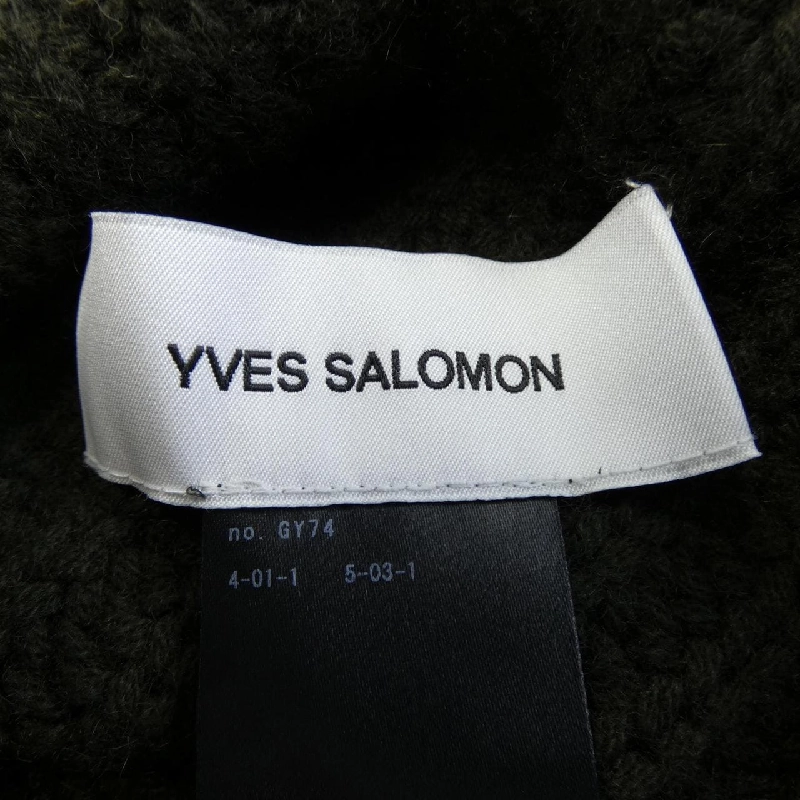 YVES SALOMON
no. GY74
4-01-1 5-03-1